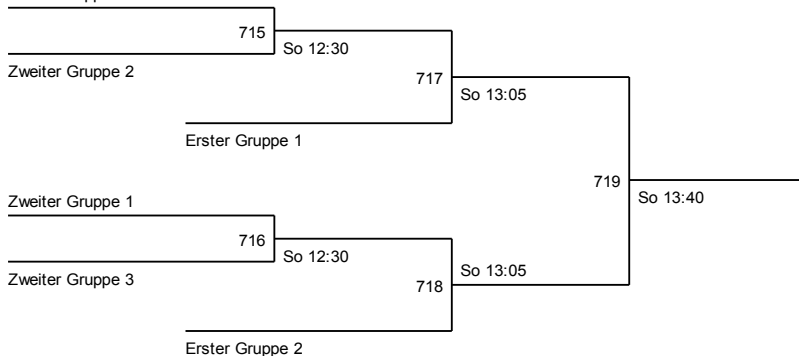 715
So 12:30
Zweiter Gruppe 2
717
So 13:05
Erster Gruppe 1
719
So 13:40
Zweiter Gruppe 1
716
So 12:30
Zweiter Gruppe 3
So 13:05
718
Erster Gruppe 2